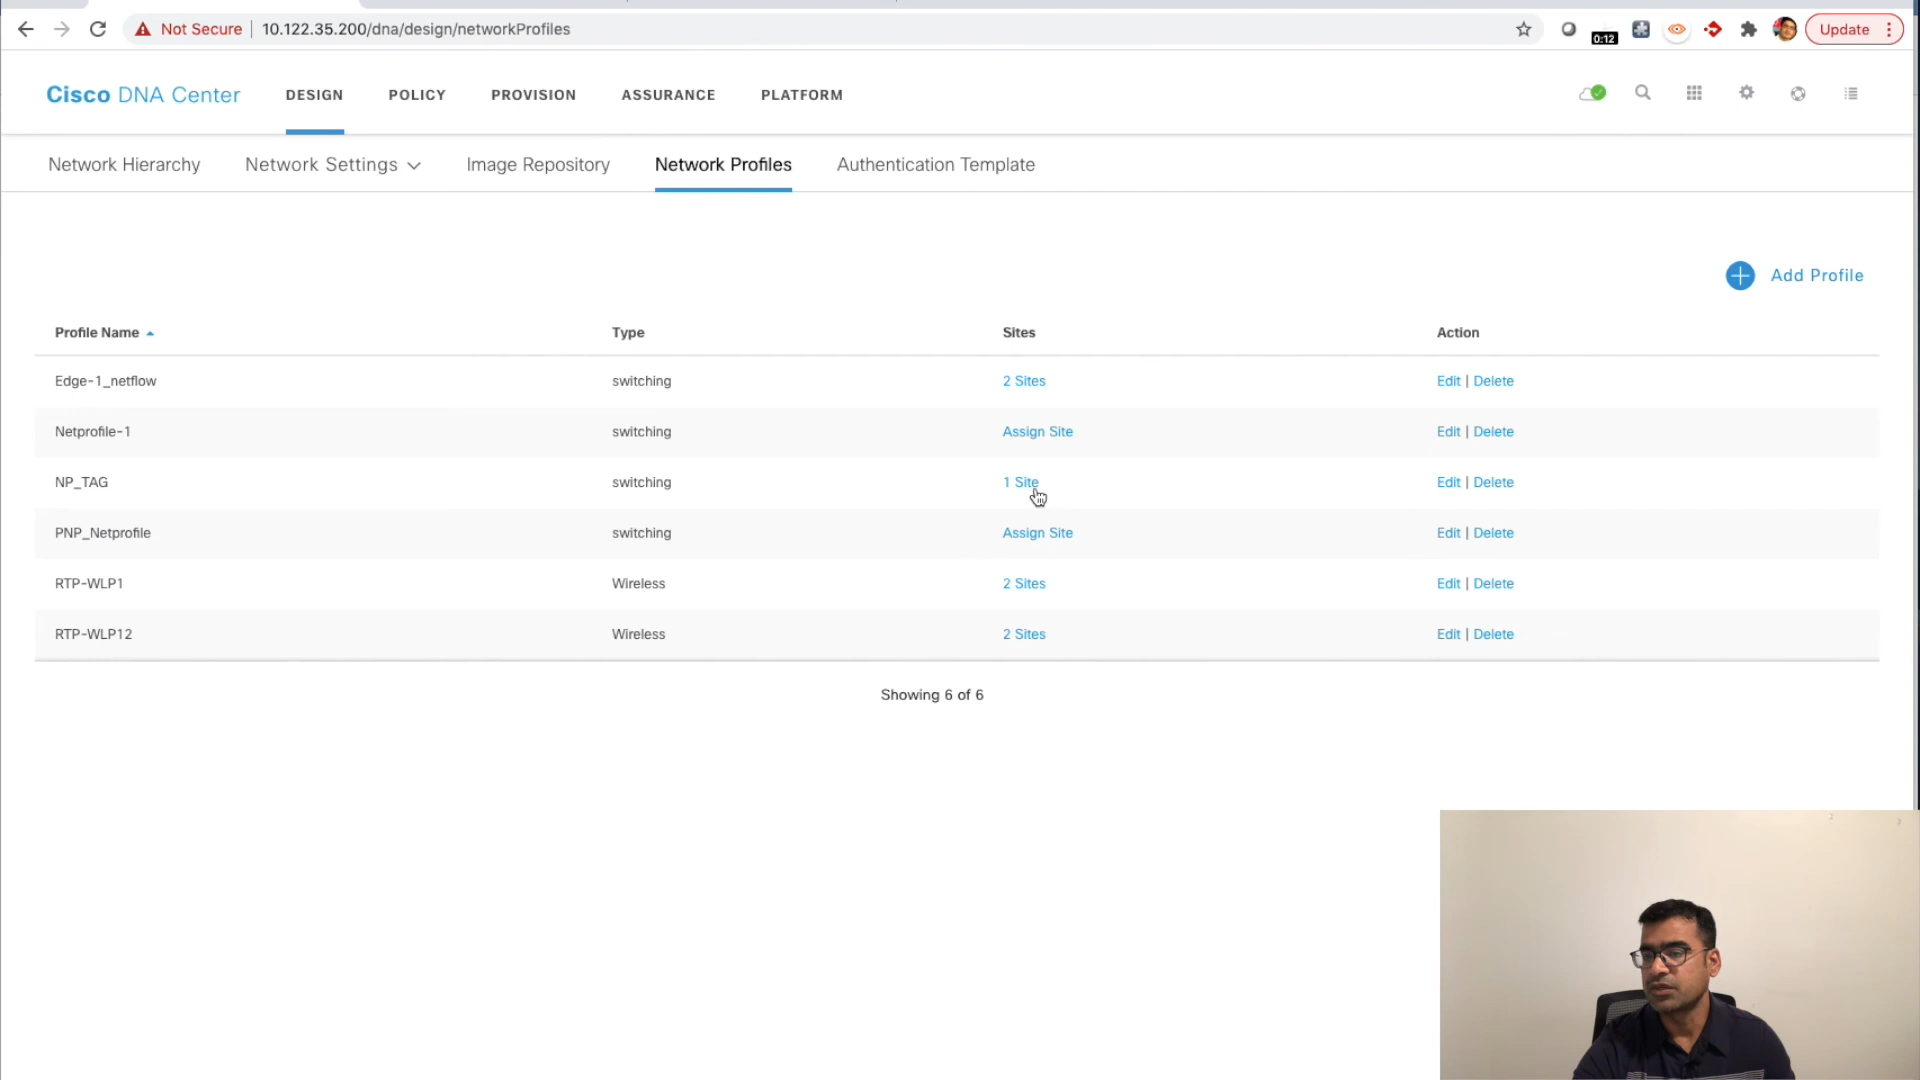 Not Secure 10.122.35.200/dna/design/networkProfiles 0:12 Update
Cisco DNA Center DESIGN POLICY PROVISION ASSURANCE PLATFORM
Network Hierarchy Network Settings Image Repository Network Profiles Authentication Template
Add Profile
Profile Name Type Sites Action
Edge-1_netflow switching 2 Sites Edit | Delete
Netprofile-1 switching Assign Site Edit | Delete
NP_TAG switching 1 Site Edit | Delete
PNP_Netprofile switching Assign Site Edit | Delete
RTP-WLP1 Wireless 2 Sites Edit | Delete
RTP-WLP12 Wireless 2 Sites Edit | Delete
Showing 6 of 6